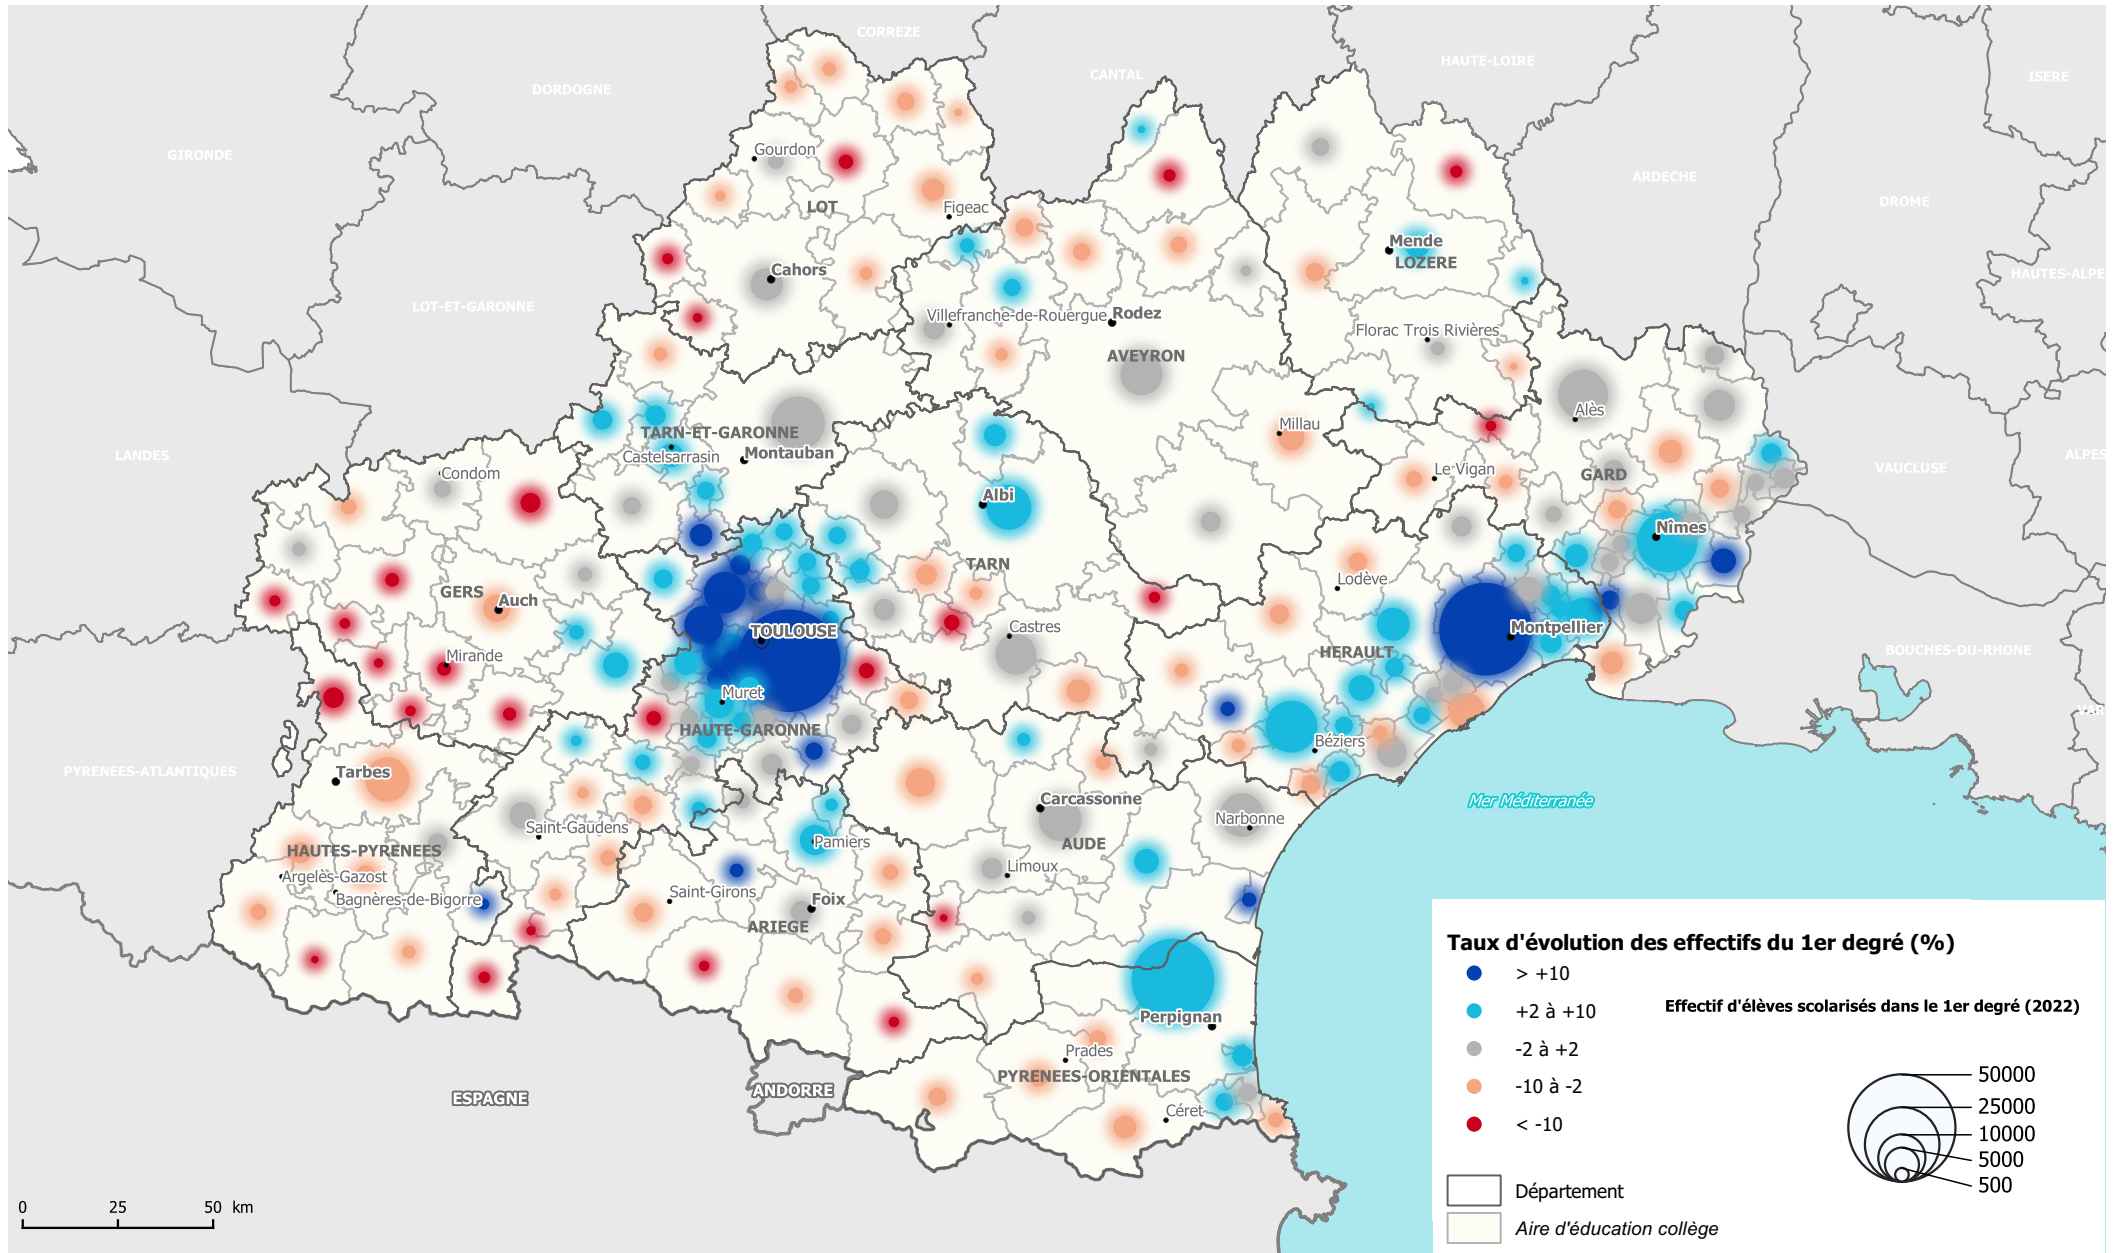 CORREZE
CANTAL
HAUTE-LOIRE
ISERE
DORDOGNE
GIRONDE
ARDECHE
DROME
Gourdon
LOT
Figeac
Mende
LOZERE
Cahors
HAUTES-ALPE
LOT-ET-GARONNE
Villefranche-de-Rouergue
Rodez
Florac Trois Rivières
AVEYRON
Alès
Millau
TARN-ET-GARONNE
Castelsarrasin
Montauban
LANDES
ALPES
VAUCLUSE
Condom
Le Vigan
GARD
Albi
Nîmes
TARN
Lodève
GERS
Auch
TOULOUSE
Castres
Montpellier
HERAULT
BOUCHES-DU-RHONE
Mirande
Muret
VAR
HAUTE-GARONNE
Béziers
PYRENEES-ATLANTIQUES
Tarbes
Carcassonne
Mer Méditerranée
Narbonne
Saint-Gaudens
Pamiers
AUDE
HAUTES-PYRENEES
Limoux
Argelès-Gazost
Bagnères-de-Bigorre
Saint-Girons
Foix
ARIEGE
Perpignan
Prades
PYRENEES-ORIENTALES
ANDORRE
ESPAGNE
Céret
Taux d'évolution des effectifs du 1er degré (%)
> +10
+2 à +10
-2 à +2
-10 à -2
< -10
Effectif d'élèves scolarisés dans le 1er degré (2022)
50000
25000
10000
5000
500
Département
Aire d'éducation collège
0 25 50 km